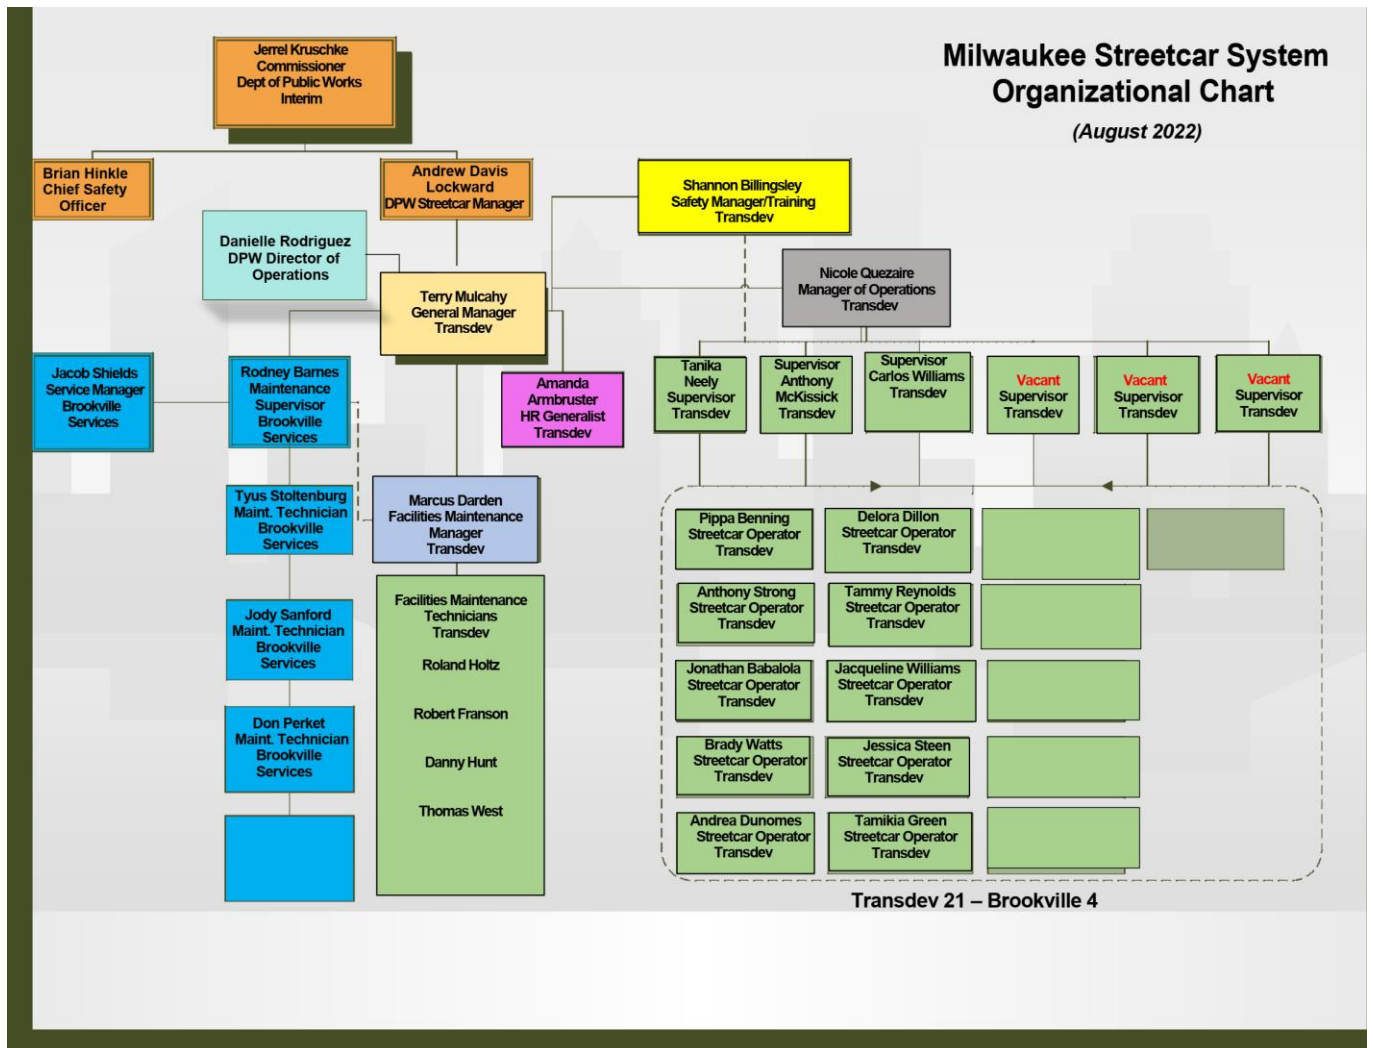 Milwaukee Streetcar System
Organizational Chart
(August 2022)
Jerrel Kruschke
Commissioner
Dept of Public Works
Interim
Brian Hinkle
Chief Safety
Officer
Andrew Davis
Lockward
DPW Streetcar Manager
Shannon Billingsley
Safety Manager/Training
Transdev
Danielle Rodriguez
DPW Director of
Operations
Nicole Quezaire
Manager of Operations
Transdev
Terry Mulcahy
General Manager
Transdev
Jacob Shields
Service Manager
Brookville
Services
Rodney Barnes
Maintenance
Supervisor
Brookville
Services
Amanda
Armbruster
HR Generalist
Transdev
Tanika
Neely
Supervisor
Transdev
Supervisor
Anthony
McKissick
Transdev
Supervisor
Carlos Williams
Transdev
Vacant
Supervisor
Transdev
Vacant
Supervisor
Transdev
Vacant
Supervisor
Transdev
Tyus Stoltenburg
Maint. Technician
Brookville
Services
Marcus Darden
Facilities Maintenance
Manager
Transdev
Jody Sanford
Maint. Technician
Brookville
Services
Don Perket
Maint. Technician
Brookville
Services
Facilities Maintenance
Technicians
Transdev
Roland Holtz
Robert Franson
Danny Hunt
Thomas West
Pippa Benning
Streetcar Operator
Transdev
Delora Dillon
Streetcar Operator
Transdev
Anthony Strong
Streetcar Operator
Transdev
Tammy Reynolds
Streetcar Operator
Transdev
Jonathan Babalola
Streetcar Operator
Transdev
Jacqueline Williams
Streetcar Operator
Transdev
Brady Watts
Streetcar Operator
Transdev
Jessica Steen
Streetcar Operator
Transdev
Andrea Dunomes
Streetcar Operator
Transdev
Tamikia Green
Streetcar Operator
Transdev
Transdev 21 – Brookville 4